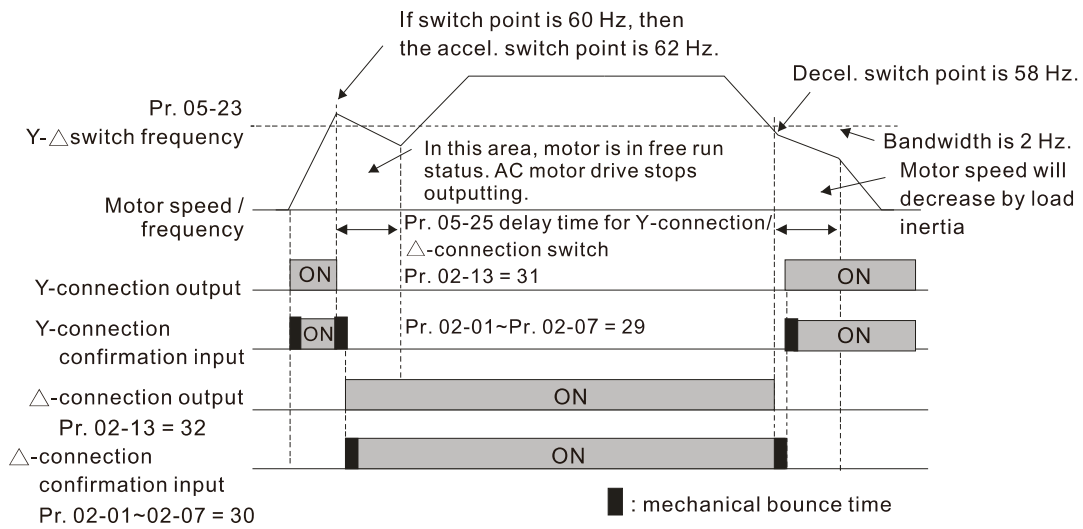 If switch point is 60 Hz, then
the accel. switch point is 62 Hz.
Decel. switch point is 58 Hz.
Pr. 05-23
Y-△switch frequency
Bandwidth is 2 Hz.
In this area, motor is in free run
status. AC motor drive stops
outputting.
Motor speed will
decrease by load
inertia
Motor speed /
frequency
Pr. 05-25 delay time for Y-connection/
△-connection switch
Pr. 02-13 = 31
Y-connection output
ON
ON
Y-connection
confirmation input
ON
Pr. 02-01~Pr. 02-07 = 29
ON
△-connection output
Pr. 02-13 = 32
ON
△-connection
confirmation input
Pr. 02-01~02-07 = 30
ON
: mechanical bounce time